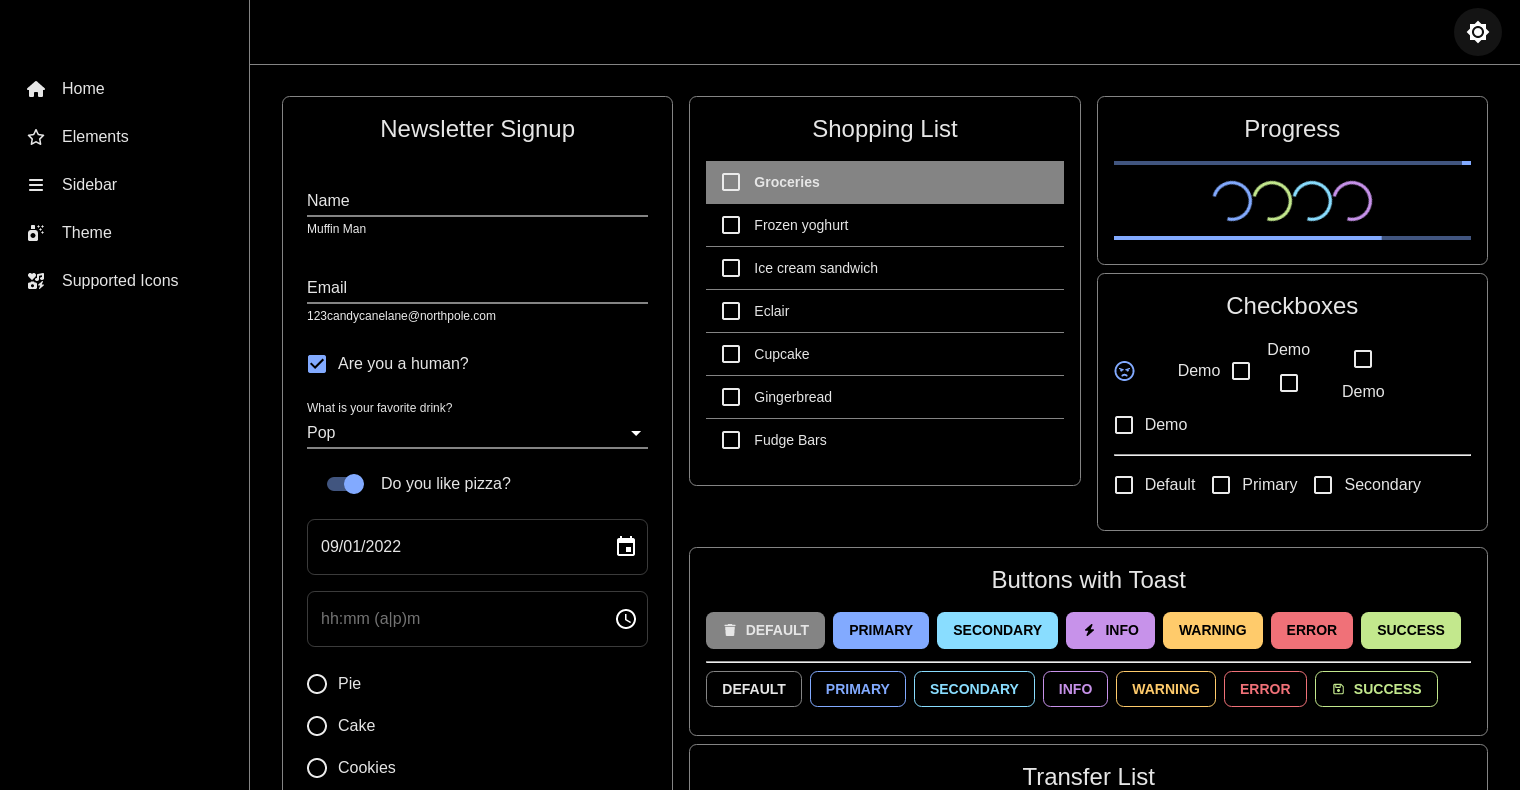 Home
Elements
Sidebar
Theme
Supported Icons
Newsletter Signup
Name
Muffin Man
Email
123candycanelane@northpole.com
Are you a human?
What is your favorite drink?
Pop
Do you like pizza?
09/01/2022
hh:mm (a|p)m
Pie
Cake
Cookies
Shopping List
Groceries
Frozen yoghurt
Ice cream sandwich
Eclair
Cupcake
Gingerbread
Fudge Bars
Progress
Checkboxes
Demo
Demo
Demo
Demo
Default Primary Secondary
Buttons with Toast
DEFAULT PRIMARY SECONDARY INFO WARNING ERROR SUCCESS
DEFAULT PRIMARY SECONDARY INFO WARNING ERROR SUCCESS
Transfer List